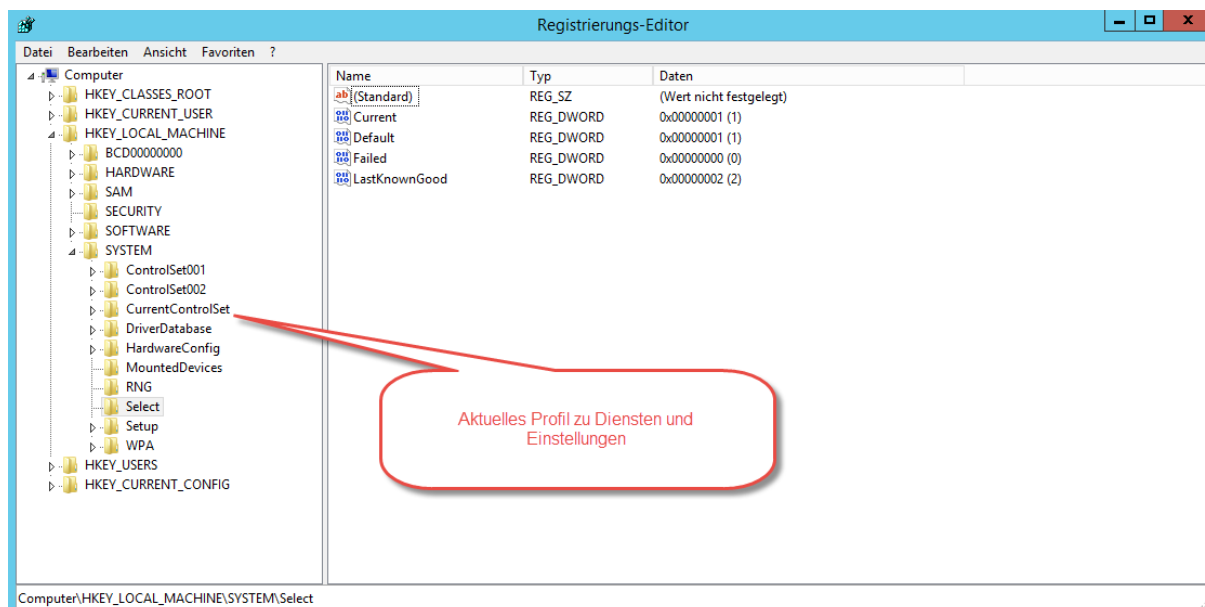 Registrierungs-Editor
Datei Bearbeiten Ansicht Favoriten ?
Computer
HKEY_CLASSES_ROOT
HKEY_CURRENT_USER
HKEY_LOCAL_MACHINE
BCD00000000
HARDWARE
SAM
SECURITY
SOFTWARE
SYSTEM
ControlSet001
ControlSet002
CurrentControlSet
DriverDatabase
HardwareConfig
MountedDevices
RNG
Select
Setup
WPA
HKEY_USERS
HKEY_CURRENT_CONFIG
Name Typ Daten
(Standard) REG_SZ (Wert nicht festgelegt)
Current REG_DWORD 0x00000001 (1)
Default REG_DWORD 0x00000001 (1)
Failed REG_DWORD 0x00000000 (0)
LastKnownGood REG_DWORD 0x00000002 (2)
Aktuelles Profil zu Diensten und
Einstellungen
Computer\HKEY_LOCAL_MACHINE\SYSTEM\Select